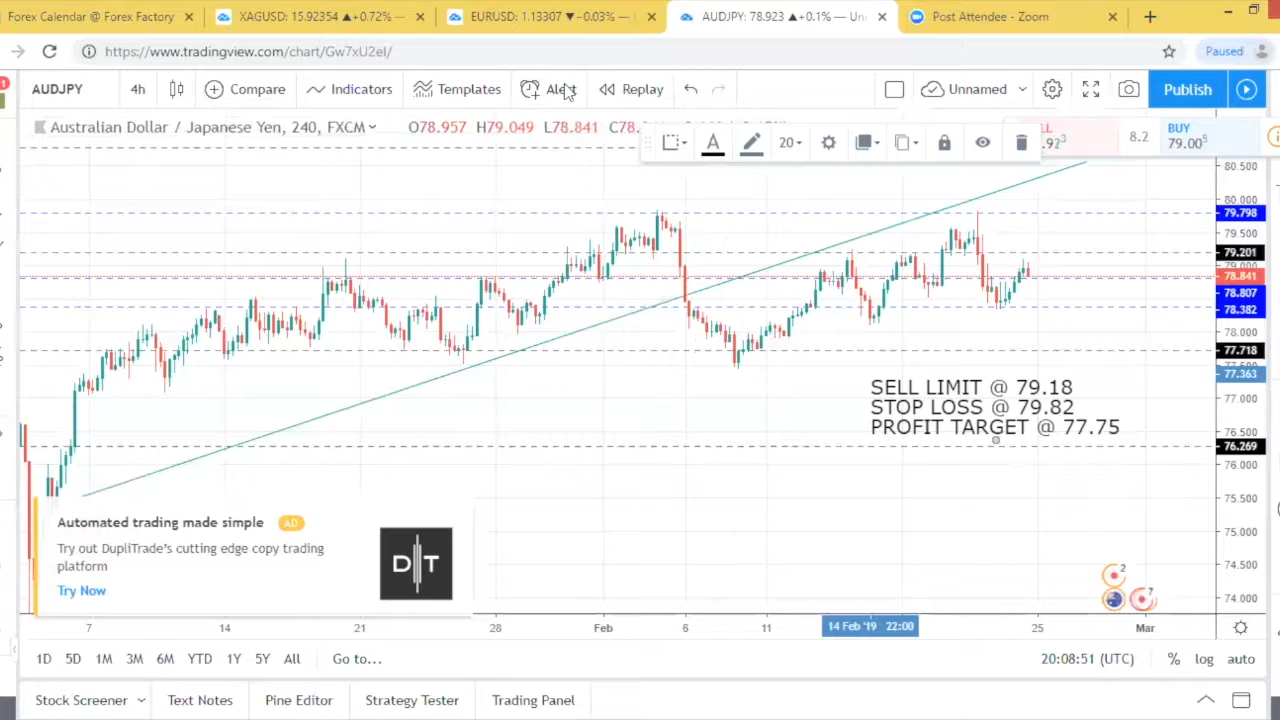 Forex Calendar @ Forex Factory
XAGUSD: 15.92354 ▲+0.72% —
EURUSD: 1.13307 ▼−0.03% —
AUDJPY: 78.923 ▲+0.1% — Un
Post Attendee - Zoom
https://www.tradingview.com/chart/Gw7xU2el/
Paused
AUDJPY
4h
Compare
Indicators
Templates
Alert
Replay
Unnamed
Publish
Australian Dollar / Japanese Yen, 240, FXCM
O78.957 H79.049 L78.841 C78.
20
8.2
BUY
79.00⁵
80.500
80.000
79.798
79.500
79.201
79.000
78.841
78.807
78.382
78.000
77.718
77.363
77.000
76.500
76.269
76.000
75.500
75.000
74.500
74.000
SELL LIMIT @ 79.18
STOP LOSS @ 79.82
PROFIT TARGET @ 77.75
Automated trading made simple AD
Try out DupliTrade's cutting edge copy trading
platform
Try Now
D T
2
7
7 14 21 28 Feb 6 11 14 Feb '19 22:00 25 Mar
1D 5D 1M 3M 6M YTD 1Y 5Y All Go to...
20:08:51 (UTC) % log auto
Stock Screener Text Notes Pine Editor Strategy Tester Trading Panel